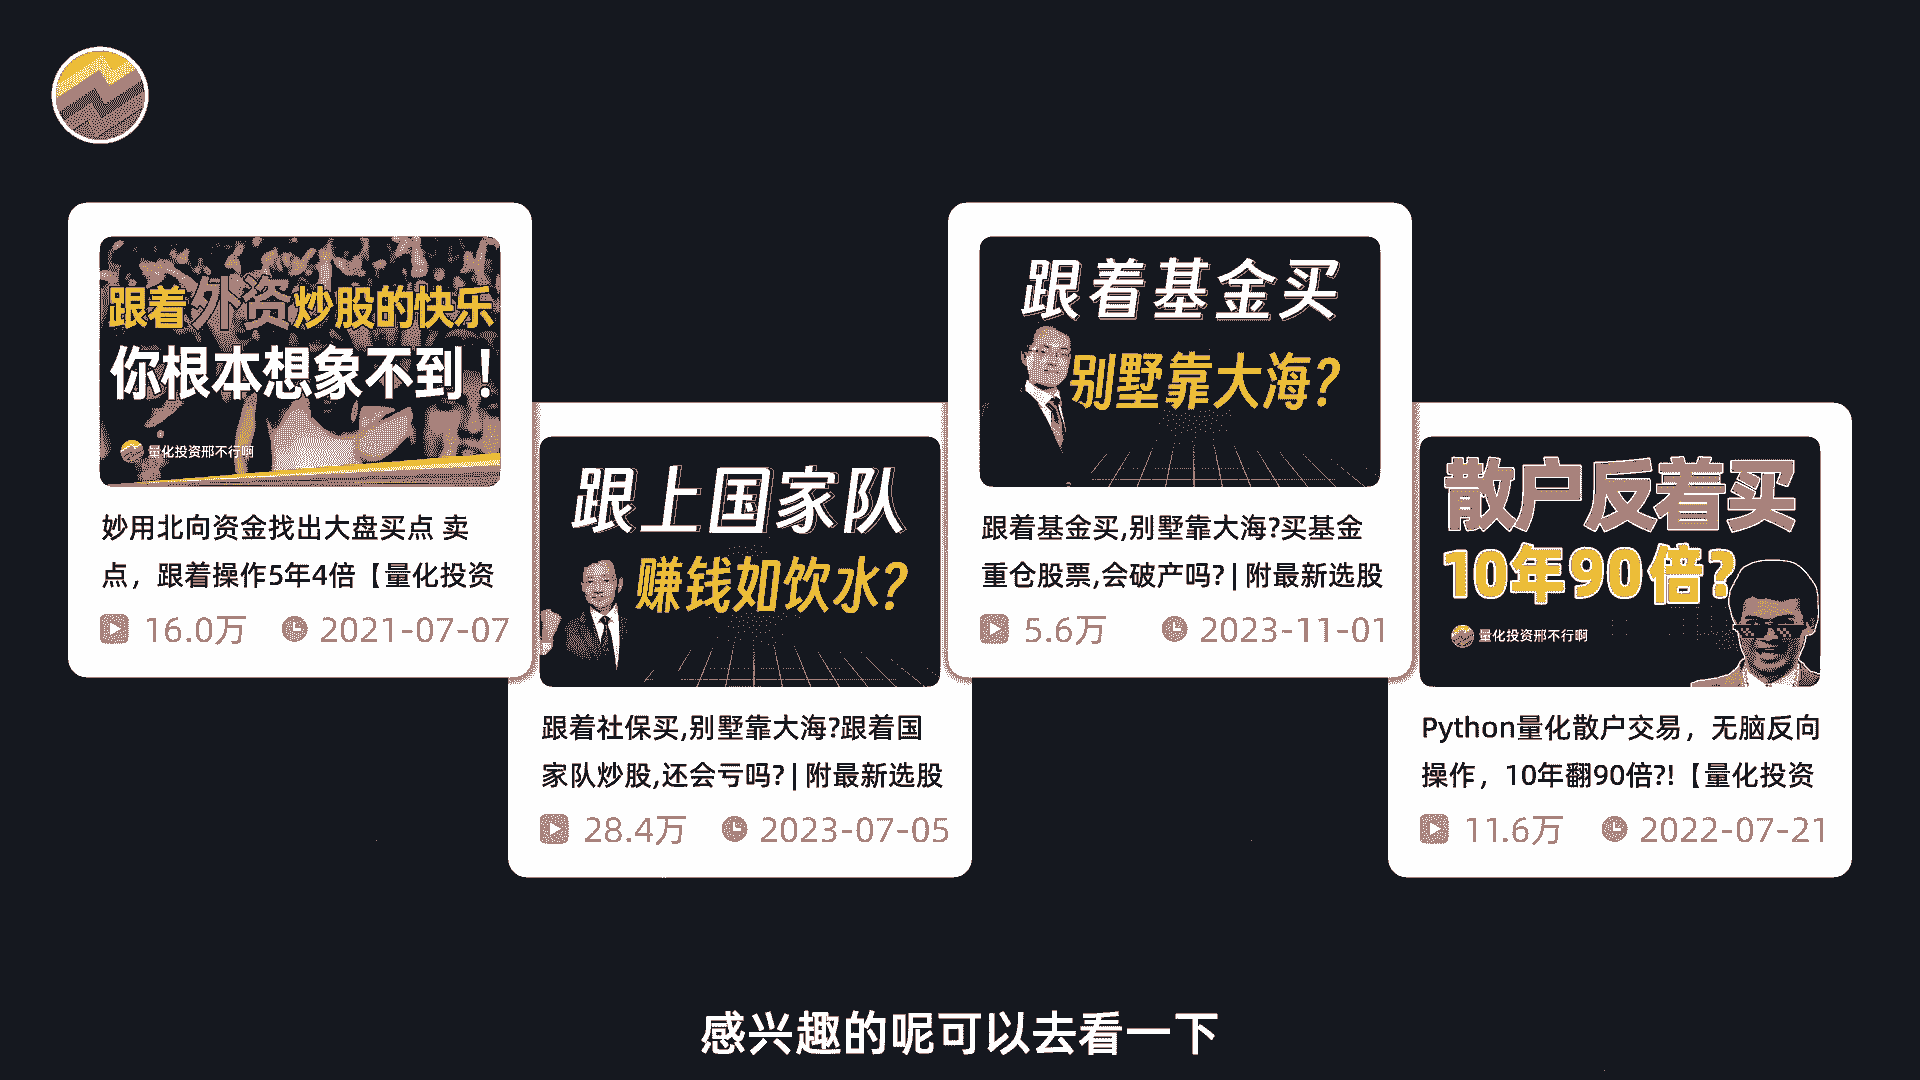 跟着外资炒股的快乐
你根本想象不到！
量化投资邢不行啊
妙用北向资金找出大盘买点 卖
点，跟着操作5年4倍【量化投资
16.0万 2021-07-07
跟上国家队
赚钱如饮水?
跟着社保买,别墅靠大海?跟着国
家队炒股,还会亏吗?|附最新选股
28.4万 2023-07-05
跟着基金买
别墅靠大海?
跟着基金买,别墅靠大海?买基金
重仓股票,会破产吗?|附最新选股
5.6万 2023-11-01
散户反着买
10年90倍?
量化投资邢不行啊
Python量化散户交易，无脑反向
操作，10年翻90倍?!【量化投资
11.6万 2022-07-21
感兴趣的呢可以去看一下